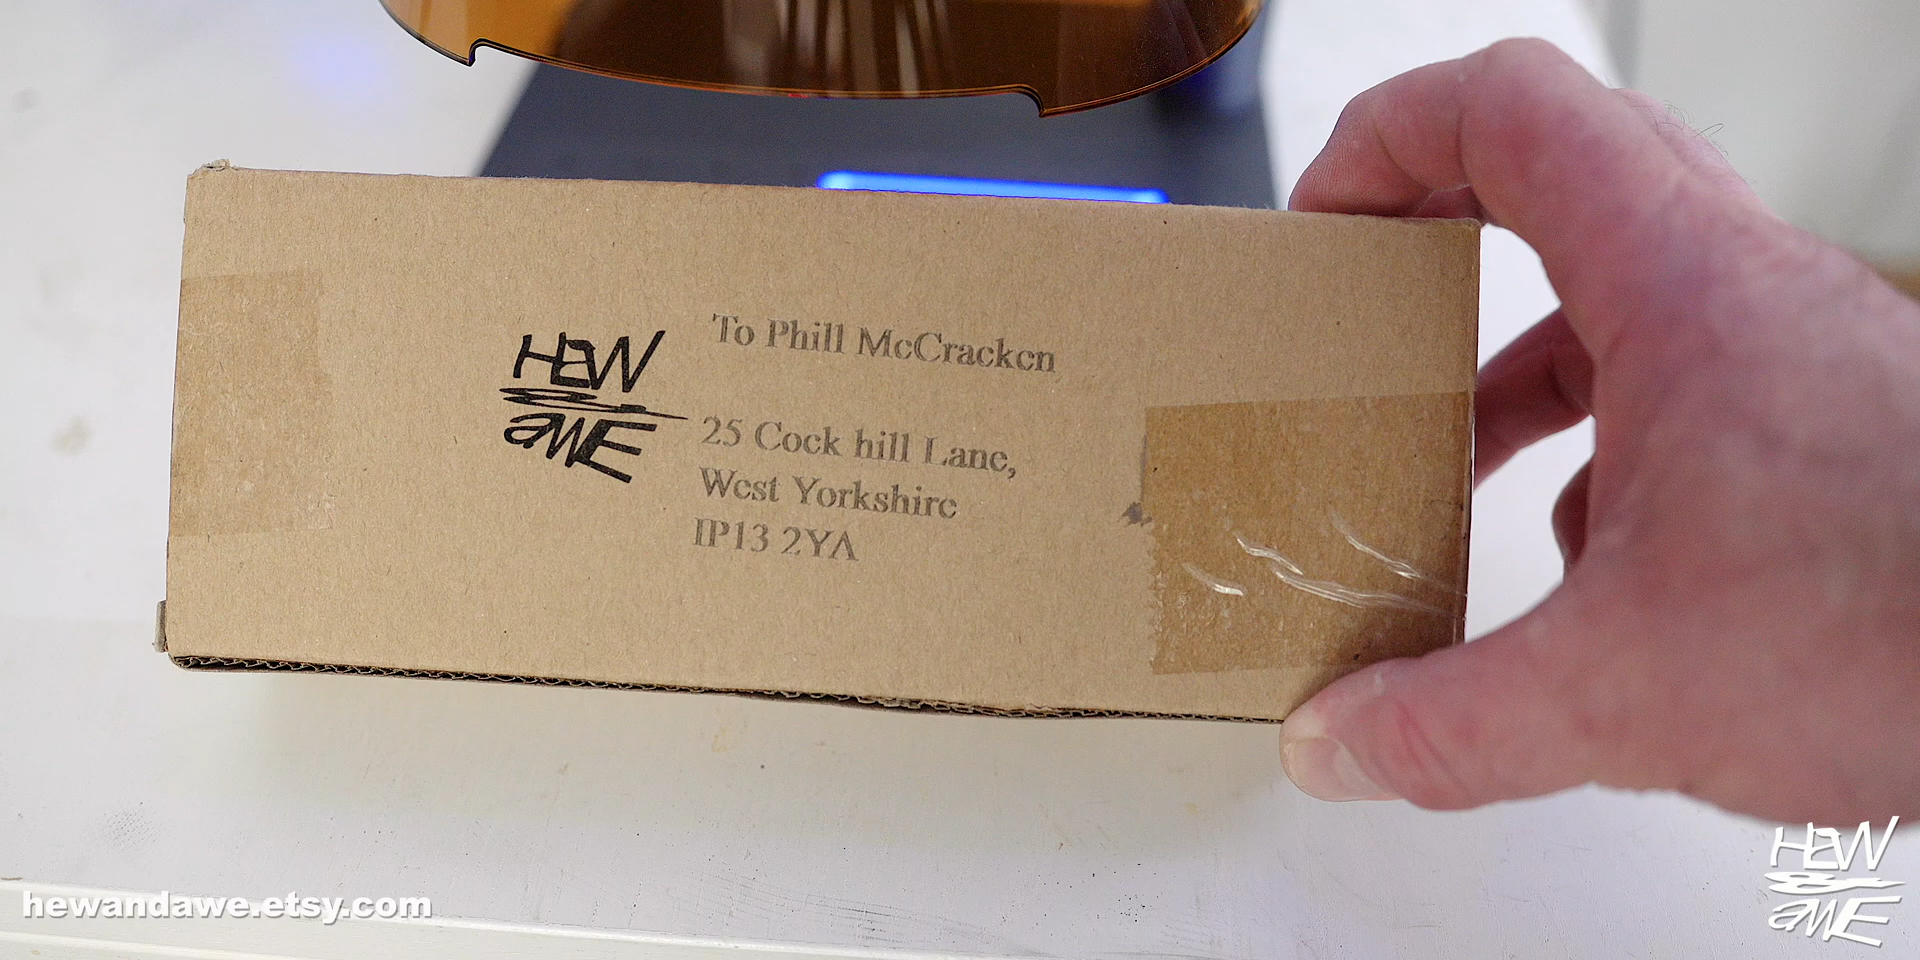 To Phill McCracken
HEW
&
aWE
25 Cock hill Lane,
West Yorkshire
IP13 2YA
hewandawe.etsy.com
HEW
&
aWE